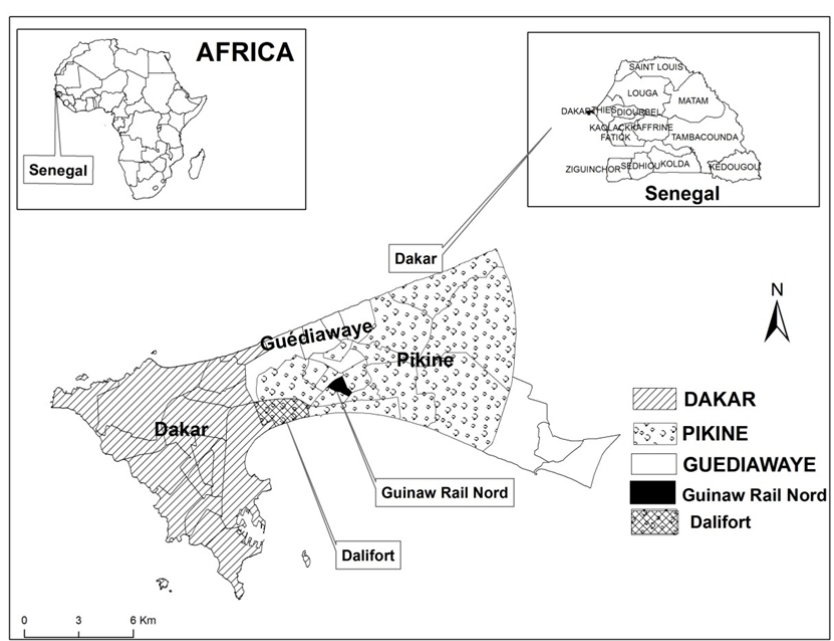 AFRICA
Senegal
SAINT LOUIS
LOUGA
MATAM
DAKAR THIES DIOURBEL
KAOLACK KAFFRINE
FATICK
TAMBACOUNDA
ZIGUINCHOR SEDHIOU KOLDA KEDOUGOU
Senegal
Dakar
N
Guédiawaye
Pikine
Dakar
DAKAR
PIKINE
GUEDIAWAYE
Guinaw Rail Nord
Dalifort
Guinaw Rail Nord
Dalifort
0 3 6 Km